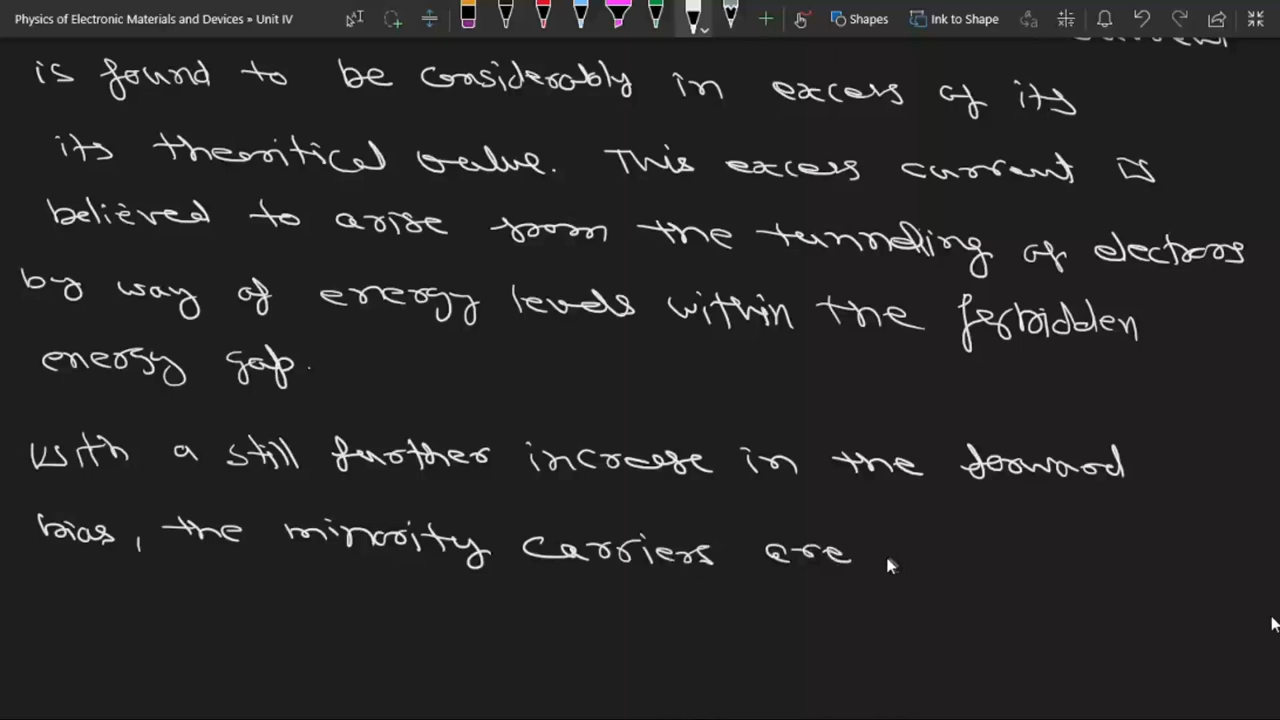 Physics of Electronic Materials and Devices » Unit IV
Shapes
Ink to Shape
current
is found to be considerably in excess of its
its theoritical value. This excess current is
believed to arise from the tunneling of electrons
by way of energy levels within the forbidden
energy gap.
with a still further increase in the forward
bias, the minority carriers are